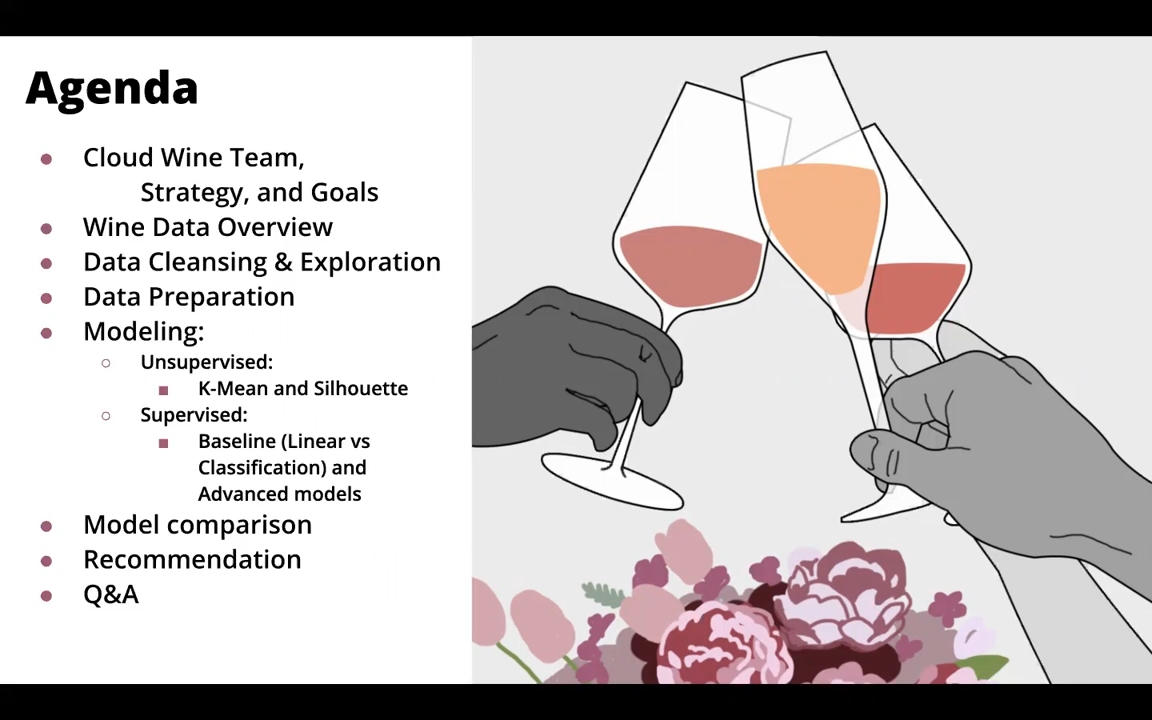 Agenda
Cloud Wine Team,
Strategy, and Goals
Wine Data Overview
Data Cleansing & Exploration
Data Preparation
Modeling:
Unsupervised:
K-Mean and Silhouette
Supervised:
Baseline (Linear vs
Classification) and
Advanced models
Model comparison
Recommendation
Q&A